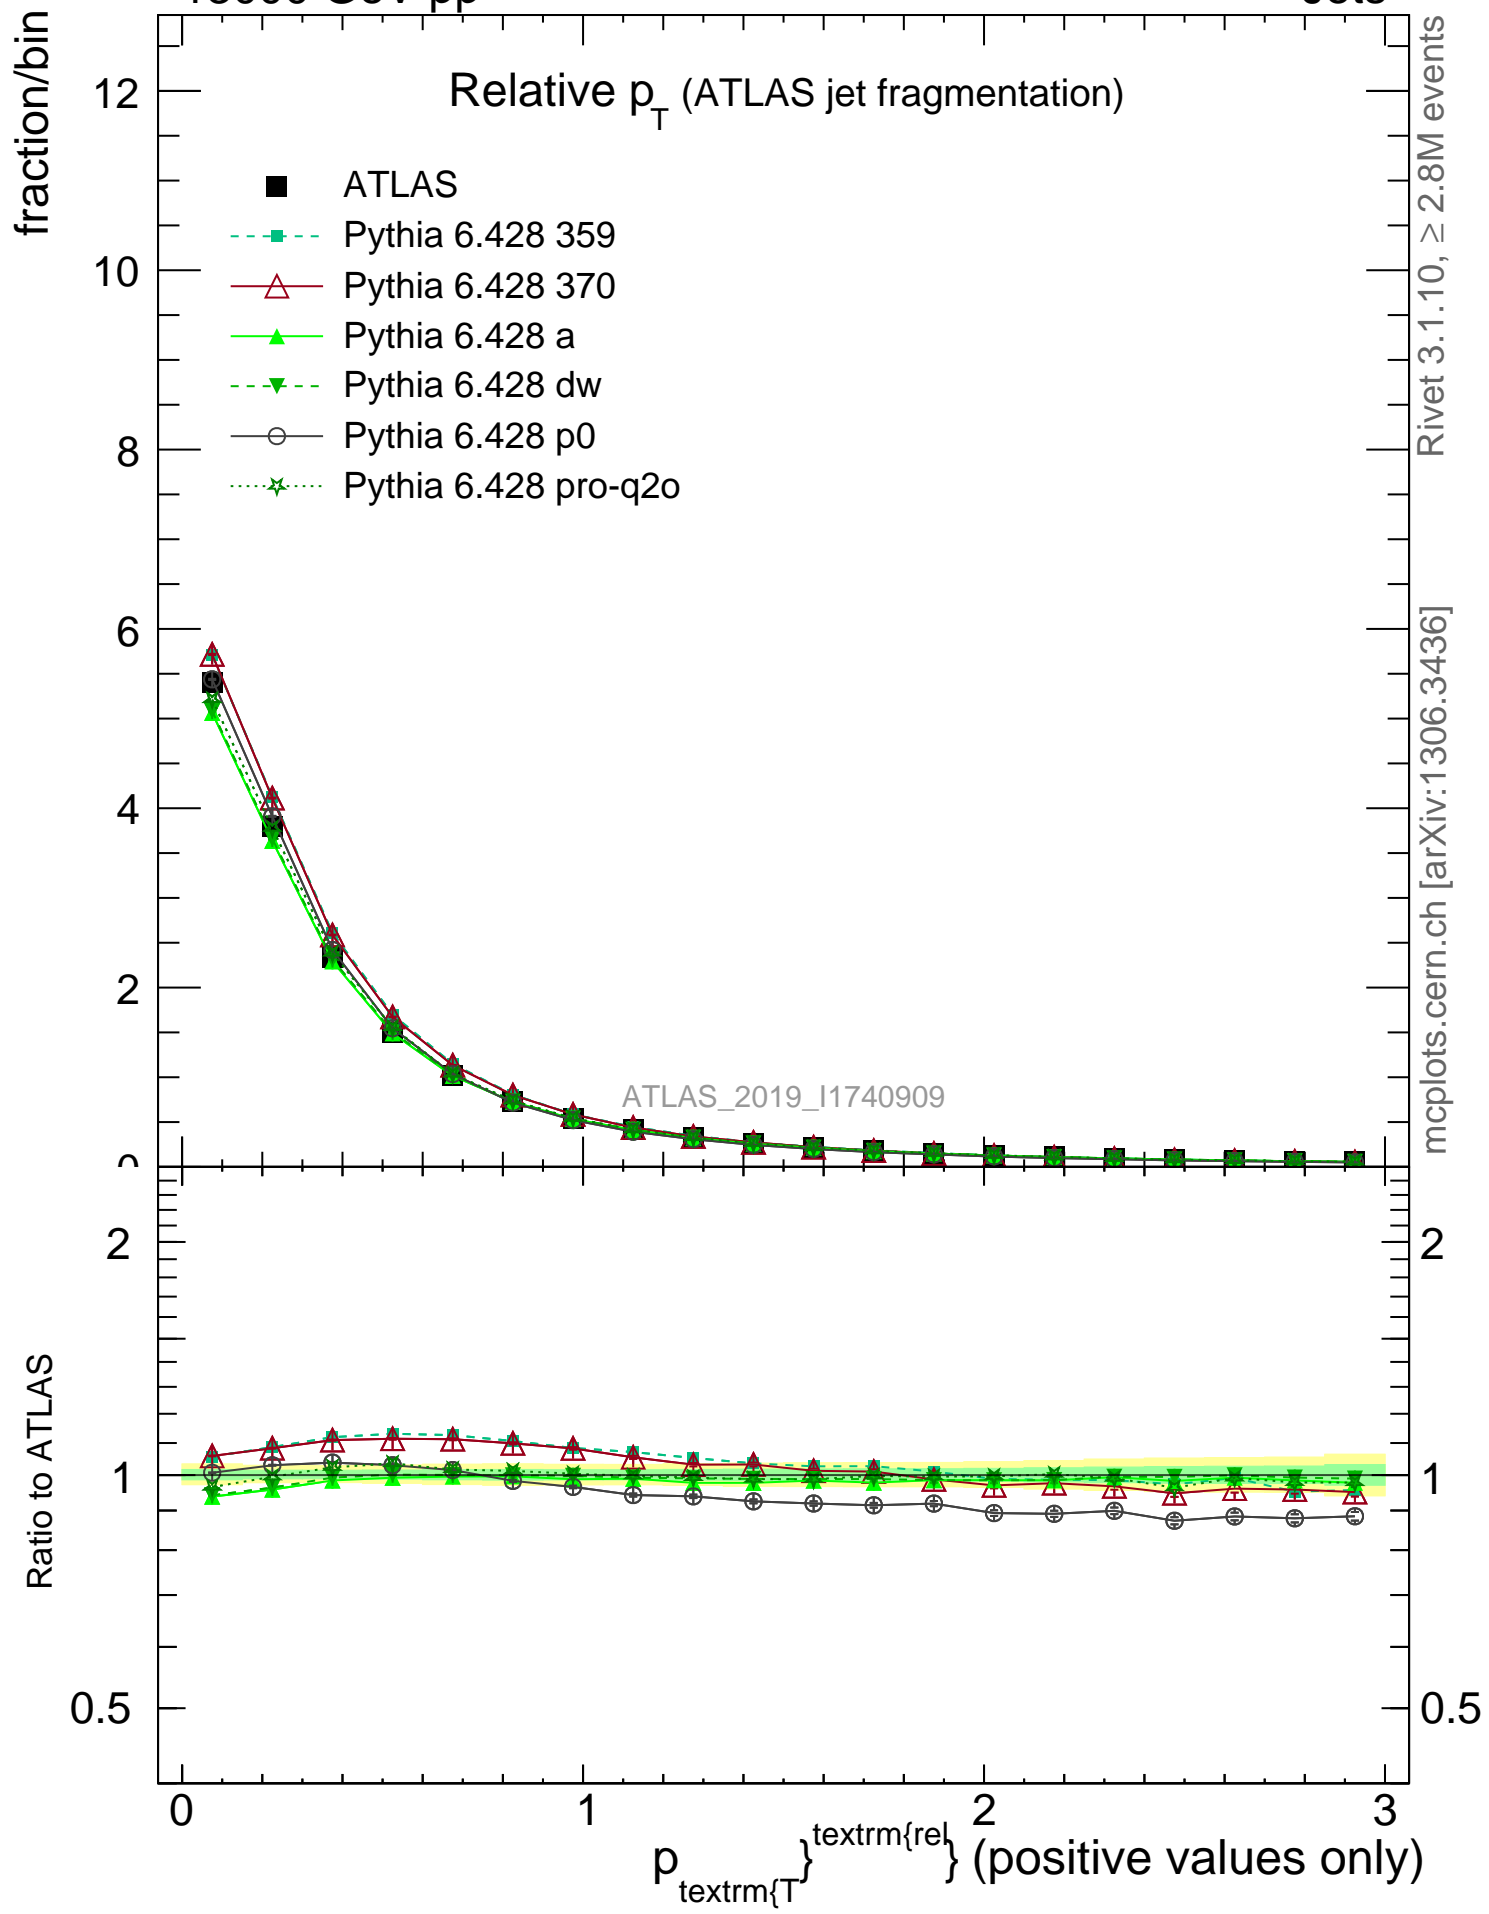 fraction/bin
12
10
8
6
4
2
Relative p_T (ATLAS jet fragmentation)
ATLAS
Pythia 6.428 359
Pythia 6.428 370
Pythia 6.428 a
Pythia 6.428 dw
Pythia 6.428 p0
Pythia 6.428 pro-q2o
ATLAS_2019_I1740909
Rivet 3.1.10, ≥ 2.8M events
mcplots.cern.ch [arXiv:1306.3436]
Ratio to ATLAS
2
1
0.5
2
1
0.5
0 1 2 3
p_textrm{T}^textrm{rel} (positive values only)